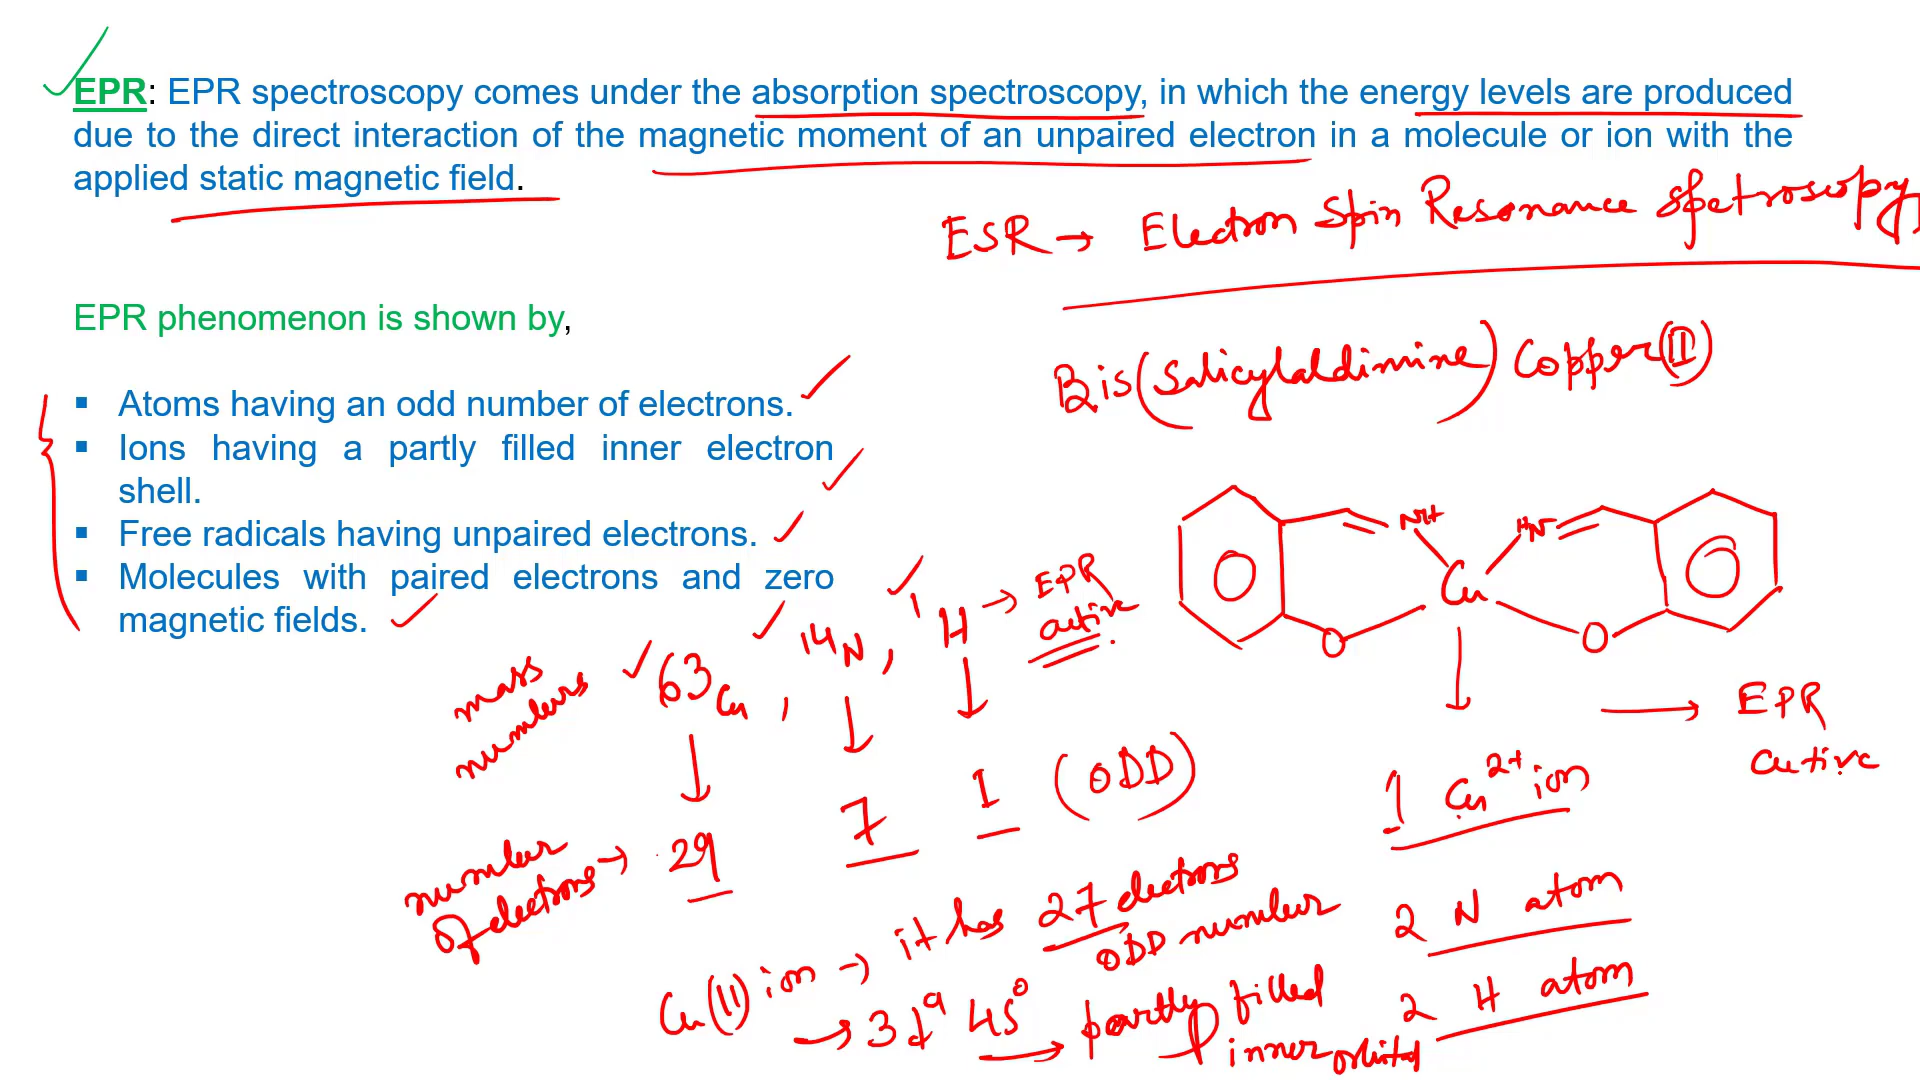 EPR: EPR spectroscopy comes under the absorption spectroscopy, in which the energy levels are produced
due to the direct interaction of the magnetic moment of an unpaired electron in a molecule or ion with the
applied static magnetic field.
ESR → Electron Spin Resonance Spetroscopy
EPR phenomenon is shown by,
Bis(Salicylaldimine) Copper(II)
▪ Atoms having an odd number of electrons.
▪ Ions having a partly filled inner electron
shell.
▪ Free radicals having unpaired electrons.
▪ Molecules with paired electrons and zero
magnetic fields.
NH HN
Cu
O O
mass
numbers
63Cu, 14N, 1H → EPR
active
number
of electrons → 29 7 1 (ODD)
→ EPR
active
1 Cu2+ ion
2 N atom
2 H atom
Cu(II) ion → it has 27 electrons
ODD number
→ 3d9 4s0 → partly filled
inner orbital